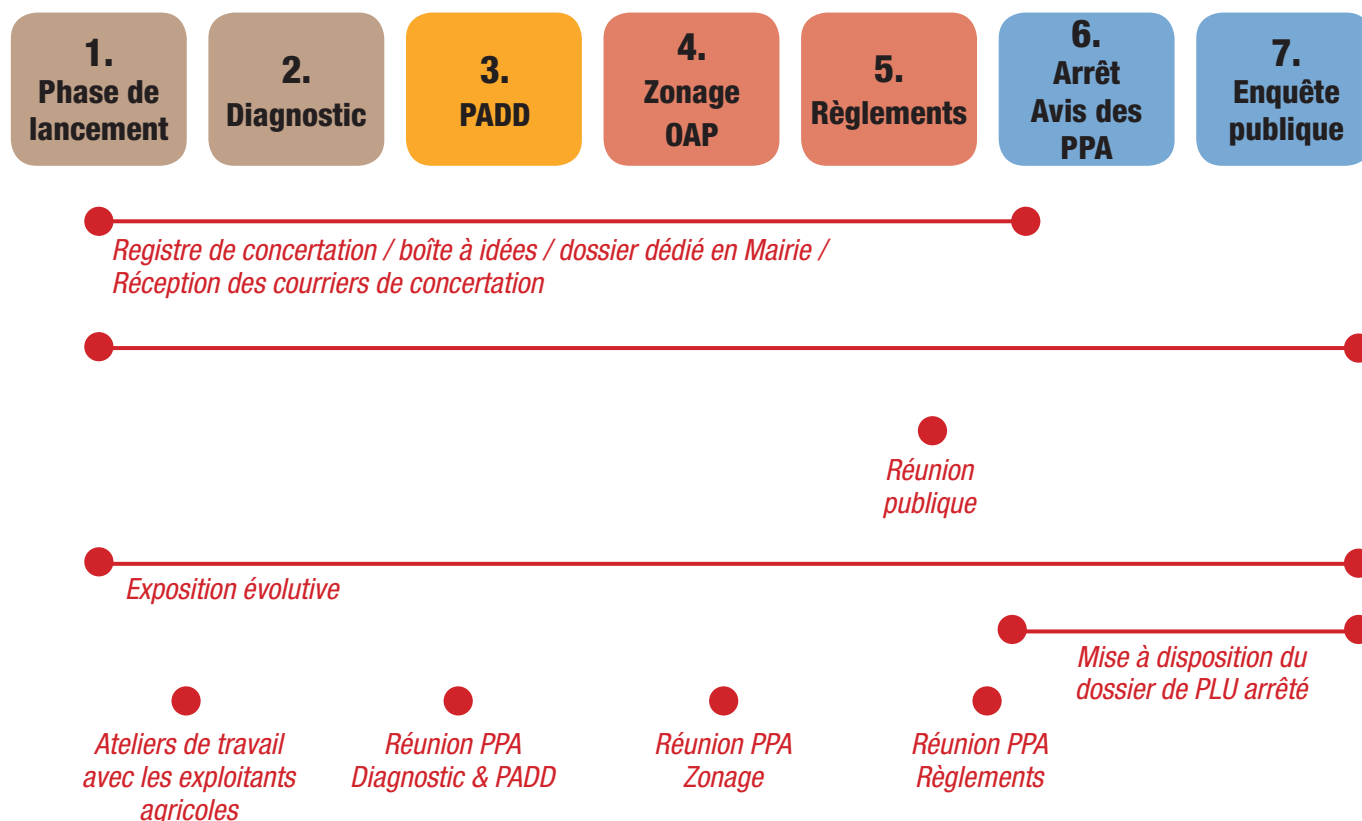 1.
Phase de
lancement
2.
Diagnostic
3.
PADD
4.
Zonage
OAP
5.
Règlements
6.
Arrêt
Avis des
PPA
7.
Enquête
publique
Registre de concertation / boîte à idées / dossier dédié en Mairie /
Réception des courriers de concertation
Réunion
publique
Exposition évolutive
Mise à disposition du
dossier de PLU arrêté
Ateliers de travail
avec les exploitants
agricoles
Réunion PPA
Diagnostic & PADD
Réunion PPA
Zonage
Réunion PPA
Règlements